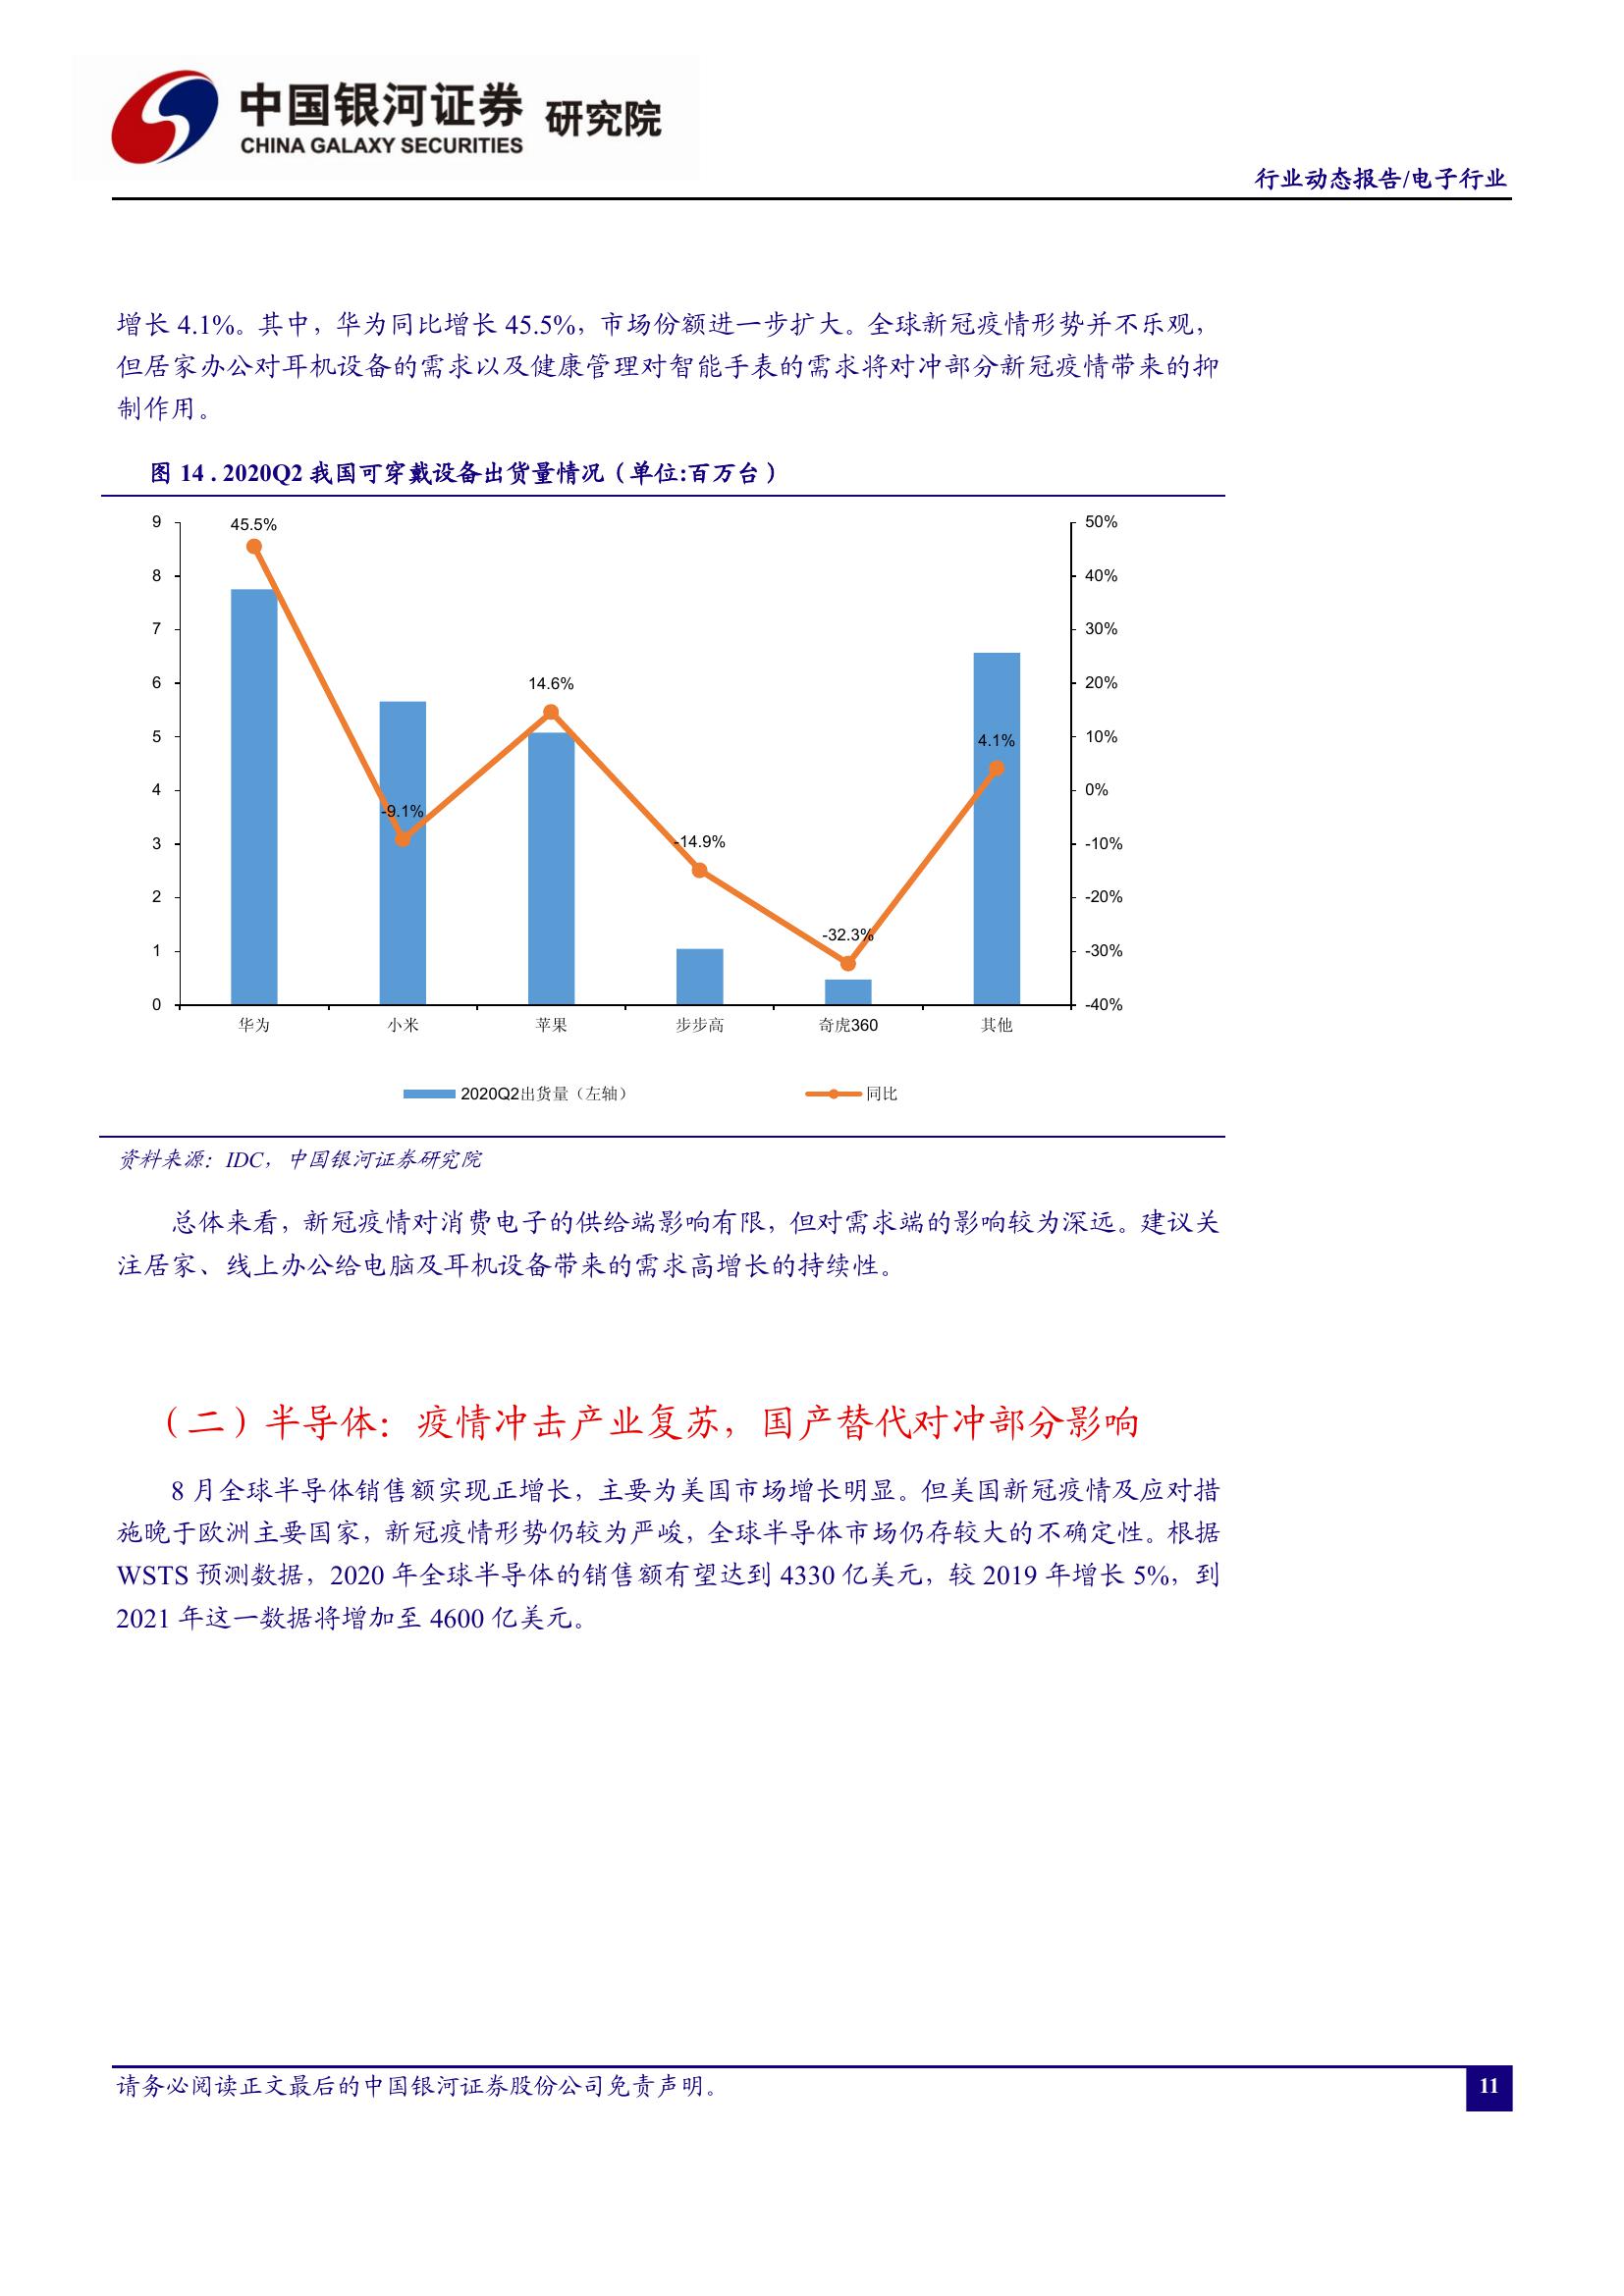 中国银河证券 研究院
CHINA GALAXY SECURITIES
行业动态报告/电子行业
增长 4.1%。其中，华为同比增长 45.5%，市场份额进一步扩大。全球新冠疫情形势并不乐观，
但居家办公对耳机设备的需求以及健康管理对智能手表的需求将对冲部分新冠疫情带来的抑
制作用。
图 14 . 2020Q2 我国可穿戴设备出货量情况（单位:百万台）
9
8
7
6
5
4
3
2
1
0
45.5%
-9.1%
14.6%
-14.9%
-32.3%
4.1%
50%
40%
30%
20%
10%
0%
-10%
-20%
-30%
-40%
华为 小米 苹果 步步高 奇虎360 其他
2020Q2出货量（左轴） 同比
资料来源：IDC，中国银河证券研究院
总体来看，新冠疫情对消费电子的供给端影响有限，但对需求端的影响较为深远。建议关
注居家、线上办公给电脑及耳机设备带来的需求高增长的持续性。
（二）半导体：疫情冲击产业复苏，国产替代对冲部分影响
8 月全球半导体销售额实现正增长，主要为美国市场增长明显。但美国新冠疫情及应对措
施晚于欧洲主要国家，新冠疫情形势仍较为严峻，全球半导体市场仍存较大的不确定性。根据
WSTS 预测数据，2020 年全球半导体的销售额有望达到 4330 亿美元，较 2019 年增长 5%，到
2021 年这一数据将增加至 4600 亿美元。
请务必阅读正文最后的中国银河证券股份公司免责声明。
11